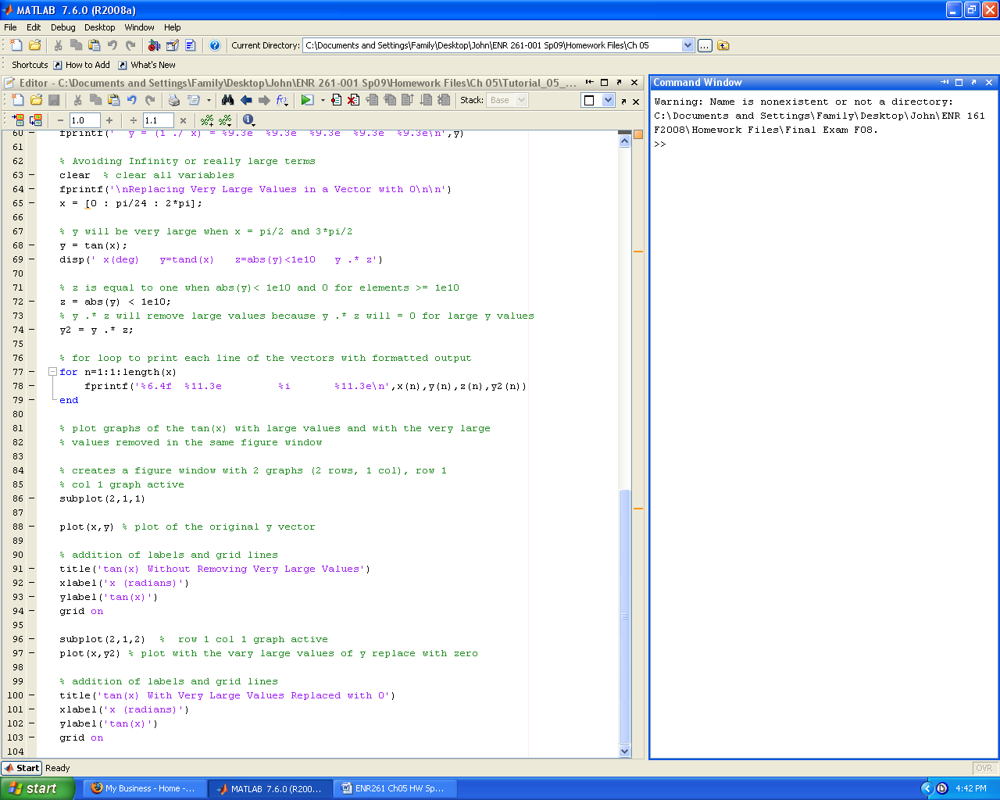 MATLAB  7.6.0 (R2008a)
File Edit Debug Desktop Window Help
Current Directory: C:\Documents and Settings\Family\Desktop\John\ENR 261-001 Sp09\Homework Files\Ch 05
Shortcuts How to Add What's New
Editor - C:\Documents and Settings\Family\Desktop\John\ENR 261-001 Sp09\Homework Files\Ch 05\Tutorial_05_...
Stack: Base
1.0 1.1
60 fprintf('  y = (1 ./ x) = %9.3e  %9.3e  %9.3e  %9.3e  %9.3e\n',y)
61
62 % Avoiding Infinity or really large terms
63 clear  % clear all variables
64 fprintf('\nReplacing Very Large Values in a Vector with 0\n\n')
65 x = [0 : pi/24 : 2*pi];
66
67 % y will be very large when x = pi/2 and 3*pi/2
68 y = tan(x);
69 disp(' x(deg)   y=tand(x)   z=abs(y)<1e10   y .* z')
70
71 % z is equal to one when abs(y)< 1e10 and 0 for elements >= 1e10
72 z = abs(y) < 1e10;
73 % y .* z will remove large values because y .* z will = 0 for large y values
74 y2 = y .* z;
75
76 % for loop to print each line of the vectors with formatted output
77 for n=1:1:length(x)
78     fprintf('%6.4f  %11.3e         %i       %11.3e\n',x(n),y(n),z(n),y2(n))
79 end
80
81 % plot graphs of the tan(x) with large values and with the very large
82 % values removed in the same figure window
83
84 % creates a figure window with 2 graphs (2 rows, 1 col), row 1
85 % col 1 graph active
86 subplot(2,1,1)
87
88 plot(x,y) % plot of the original y vector
89
90 % addition of labels and grid lines
91 title('tan(x) Without Removing Very Large Values')
92 xlabel('x (radians)')
93 ylabel('tan(x)')
94 grid on
95
96 subplot(2,1,2)  %  row 1 col 1 graph active
97 plot(x,y2) % plot with the vary large values of y replace with zero
98
99 % addition of labels and grid lines
100 title('tan(x) With Very Large Values Replaced with 0')
101 xlabel('x (radians)')
102 ylabel('tan(x)')
103 grid on
104
Command Window
Warning: Name is nonexistent or not a directory:
C:\Documents and Settings\Family\Desktop\John\ENR 161
F2008\Homework Files\Final Exam F08.
>>
Start Ready OVR
start My Business - Home -... MATLAB  7.6.0 (R200... ENR261 Ch05 HW Sp... 4:42 PM